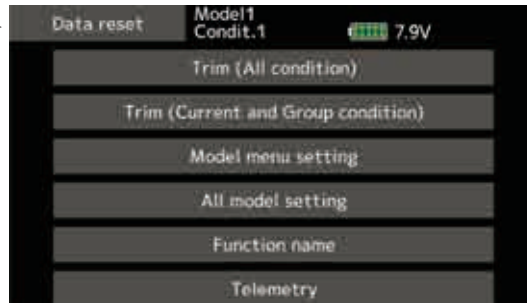 Data reset
Model1
Condit.1
7.9V
Trim (All condition)
Trim (Current and Group condition)
Model menu setting
All model setting
Function name
Telemetry